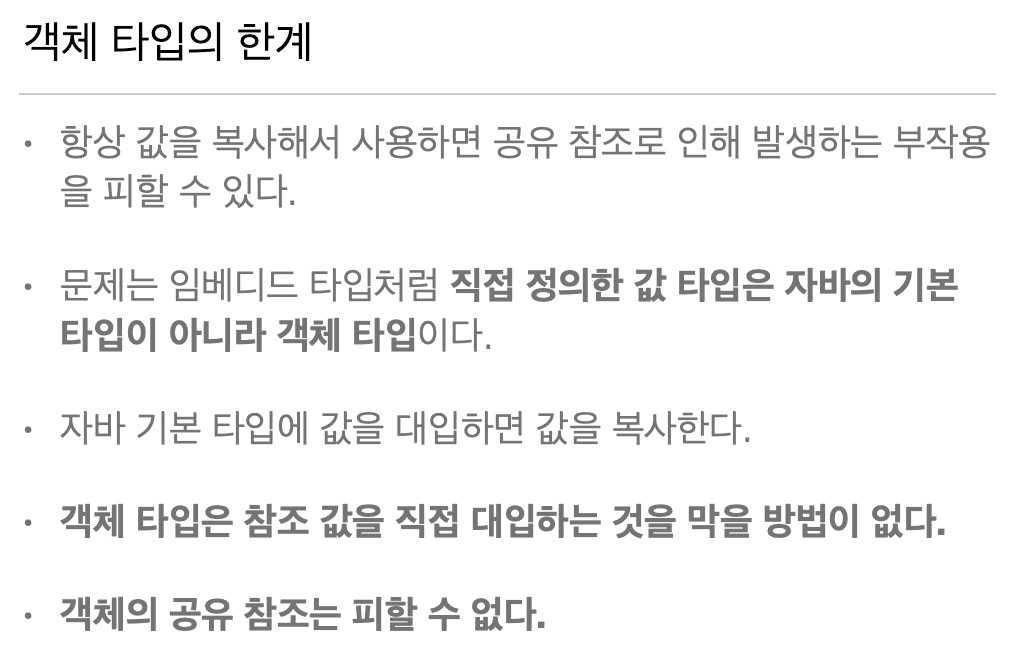 객체 타입의 한계
• 항상 값을 복사해서 사용하면 공유 참조로 인해 발생하는 부작용
을 피할 수 있다.
• 문제는 임베디드 타입처럼 직접 정의한 값 타입은 자바의 기본
타입이 아니라 객체 타입이다.
• 자바 기본 타입에 값을 대입하면 값을 복사한다.
• 객체 타입은 참조 값을 직접 대입하는 것을 막을 방법이 없다.
• 객체의 공유 참조는 피할 수 없다.